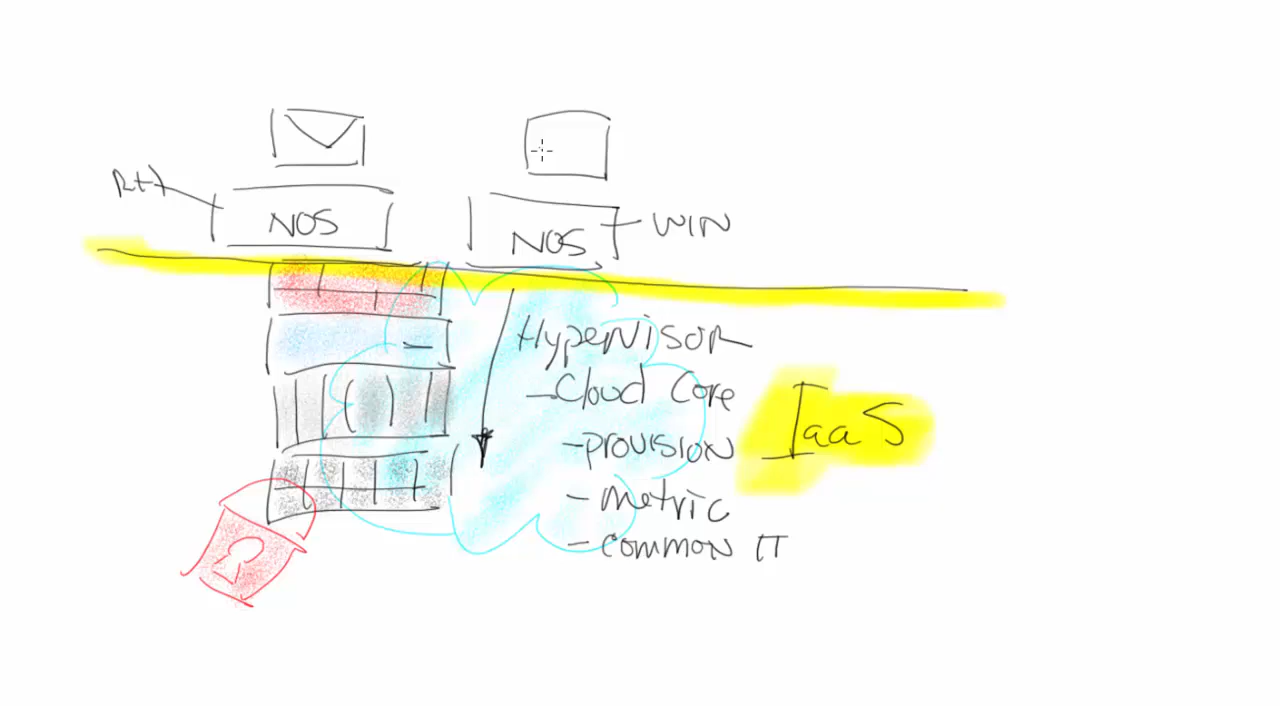 NOS
NOS
WIN
Hypervisor
- Cloud Core
- provision
- metric
- common IT
IaaS